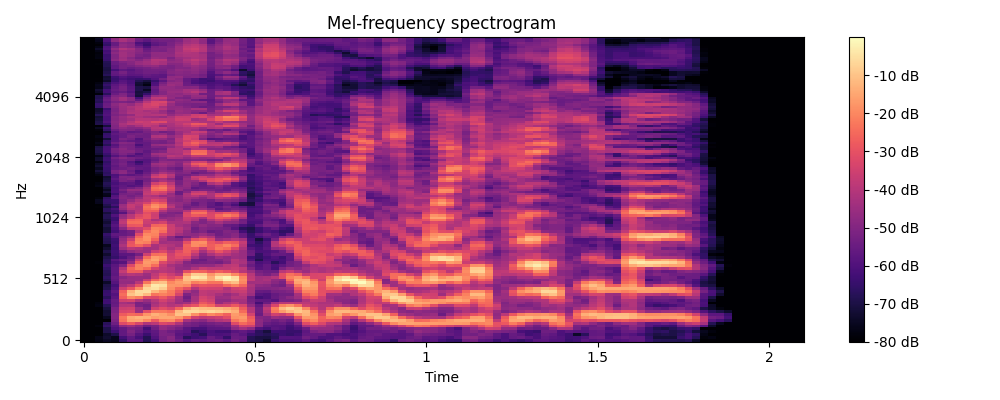 Mel-frequency spectrogram
Hz
4096
2048
1024
512
0
0
0.5
1
1.5
2
Time
-10 dB
-20 dB
-30 dB
-40 dB
-50 dB
-60 dB
-70 dB
-80 dB